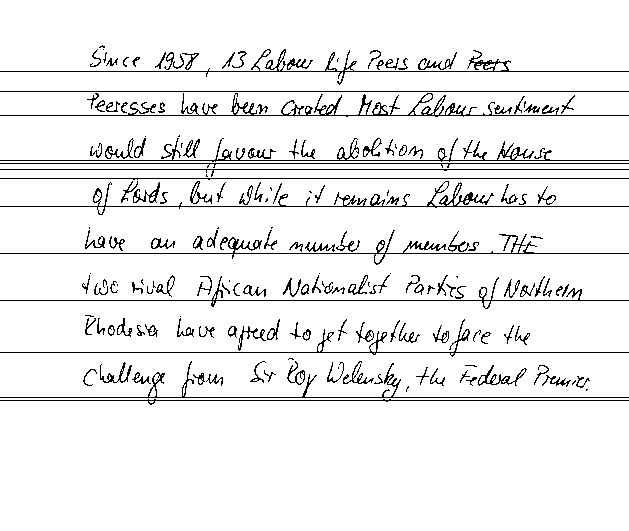 Since 1958, 13 Labour life Peers and Peers
Peeresses have been created. Most Labour sentiment
would still favour the abolition of the House
of Lords, but while it remains Labour has to
have an adequate number of members. THE
two rival African Nationalist Parties of Northern
Rhodesia have agreed to get together to face the
challenge from Sir Roy Welensky, the Federal Premier.